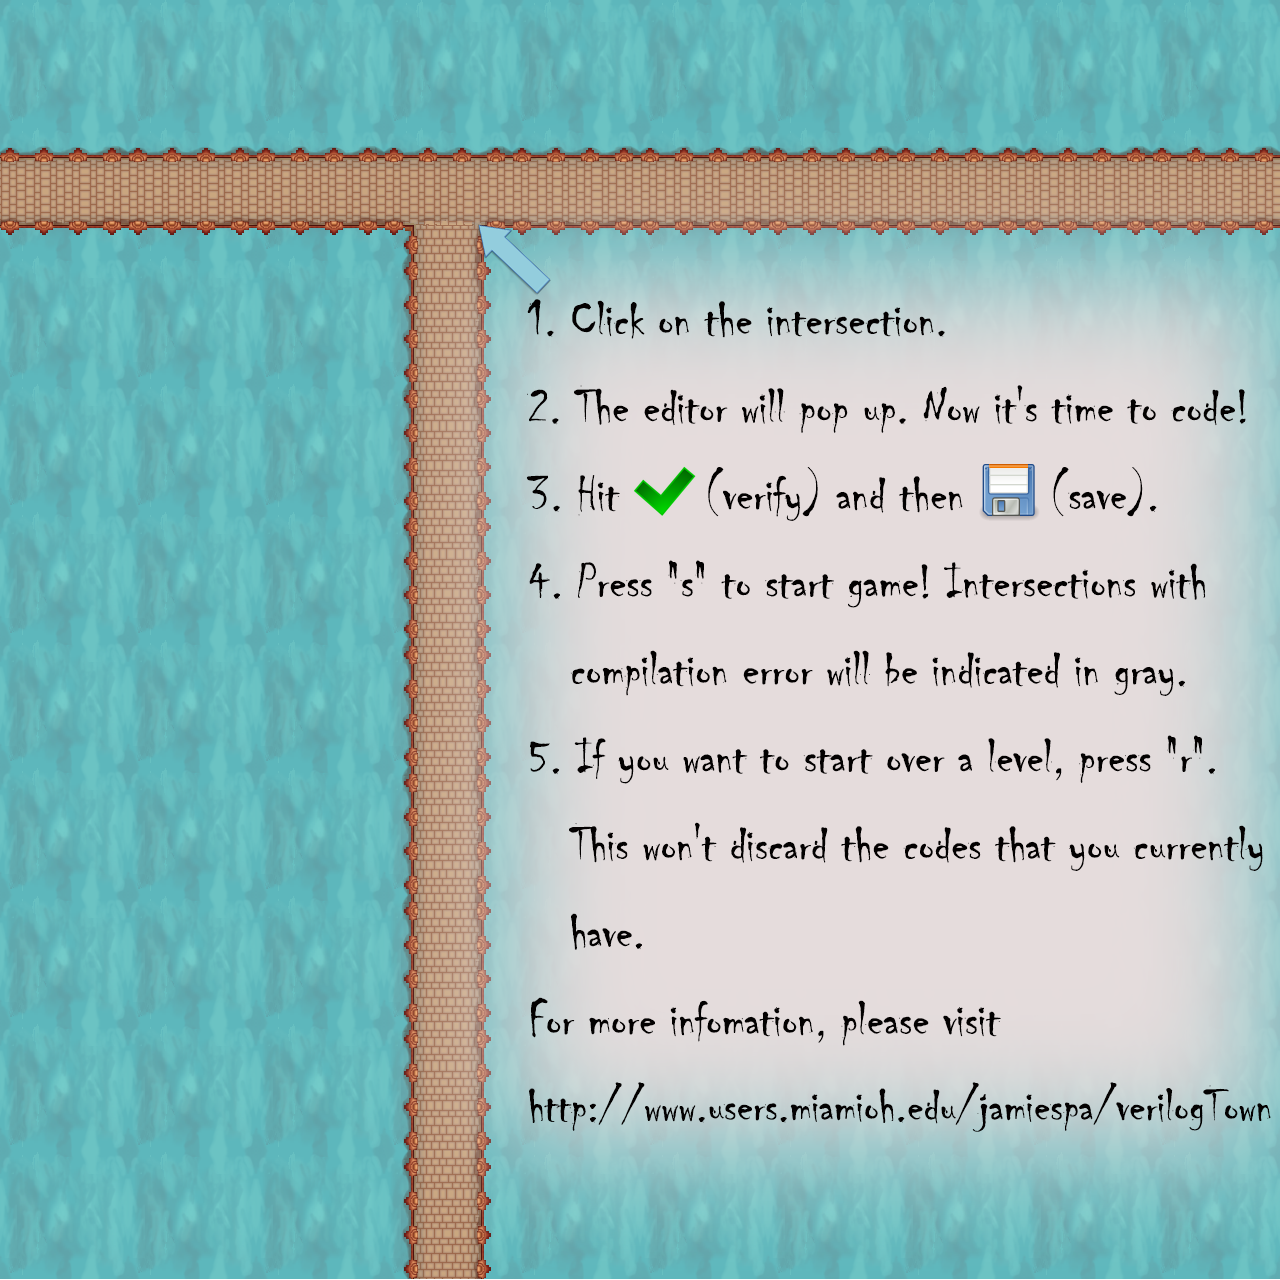 1. Click on the intersection.
2. The editor will pop up. Now it's time to code!
3. Hit (verify) and then (save).
4. Press "s" to start game! Intersections with
compilation error will be indicated in gray.
5. If you want to start over a level, press "r".
This won't discard the codes that you currently
have.
For more infomation, please visit
http://www.users.miamioh.edu/jamiespa/verilogTown